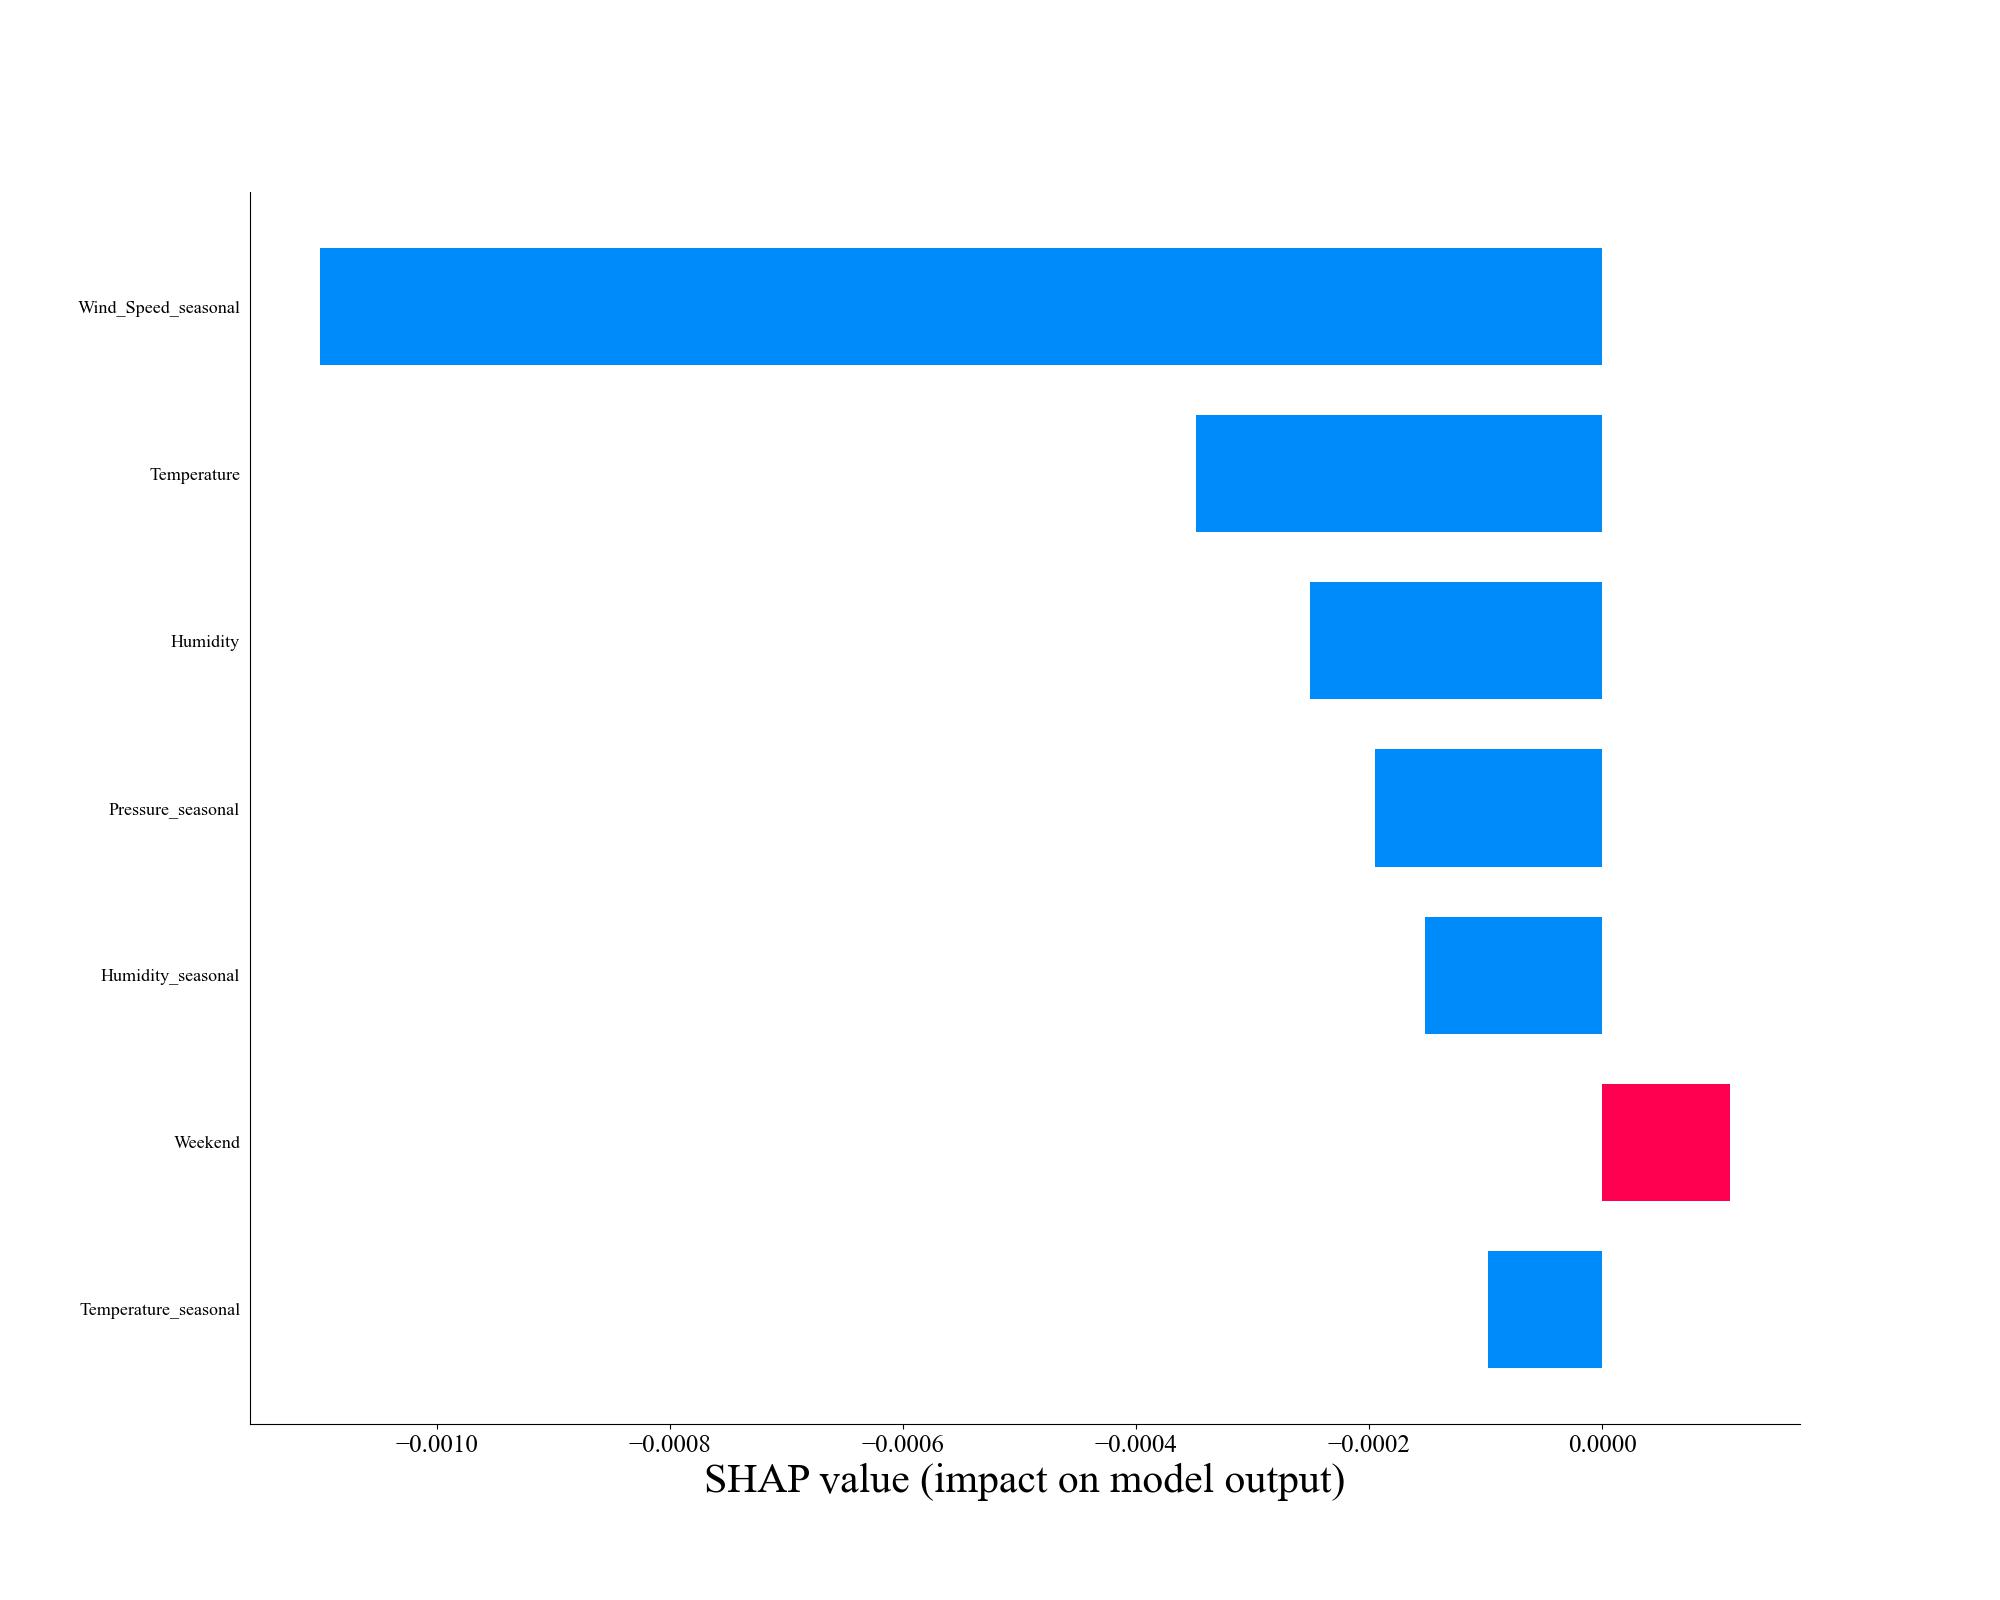 Wind_Speed_seasonal
Temperature
Humidity
Pressure_seasonal
Humidity_seasonal
Weekend
Temperature_seasonal
−0.0010 −0.0008 −0.0006 −0.0004 −0.0002 0.0000
SHAP value (impact on model output)